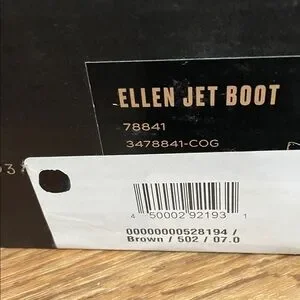 ELLEN JET BOOT
78841
3478841-COG
4 50002 92193 1
00000000528194 /
Brown / 502 / 07.0